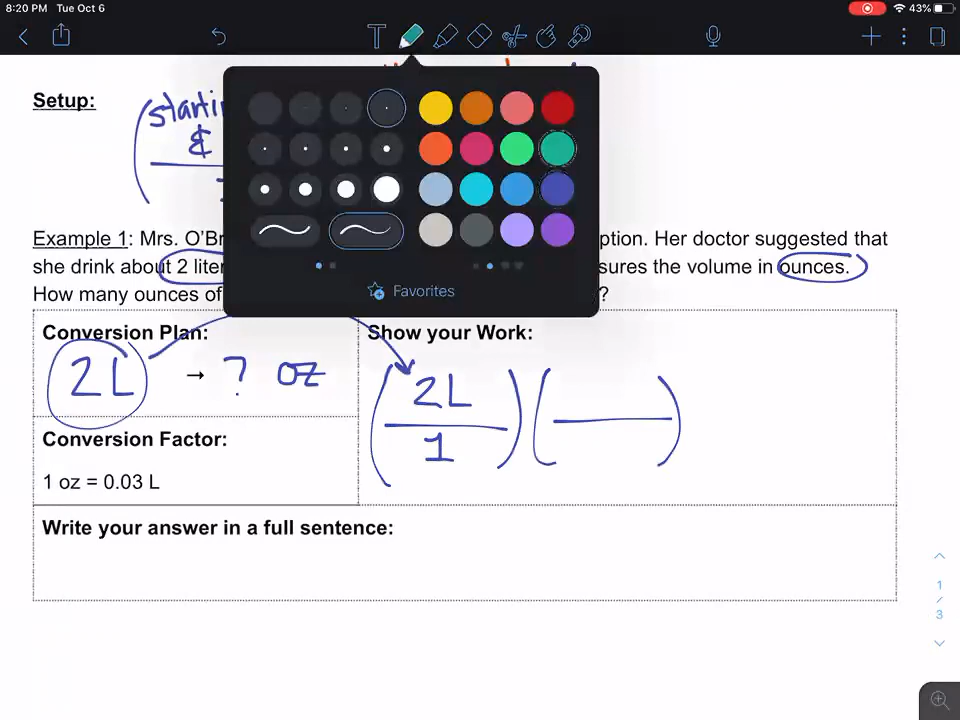 8:20 PM Tue Oct 6 43%
T
Setup:
(starti
&
Example 1: Mrs. O'Br ption. Her doctor suggested that
she drink about 2 liter sures the volume in ounces.
How many ounces of ?
Favorites
Conversion Plan:
2L → ? oz
Conversion Factor:
1 oz = 0.03 L
Show your Work:
(2L/1)( )
Write your answer in a full sentence:
1
/
3